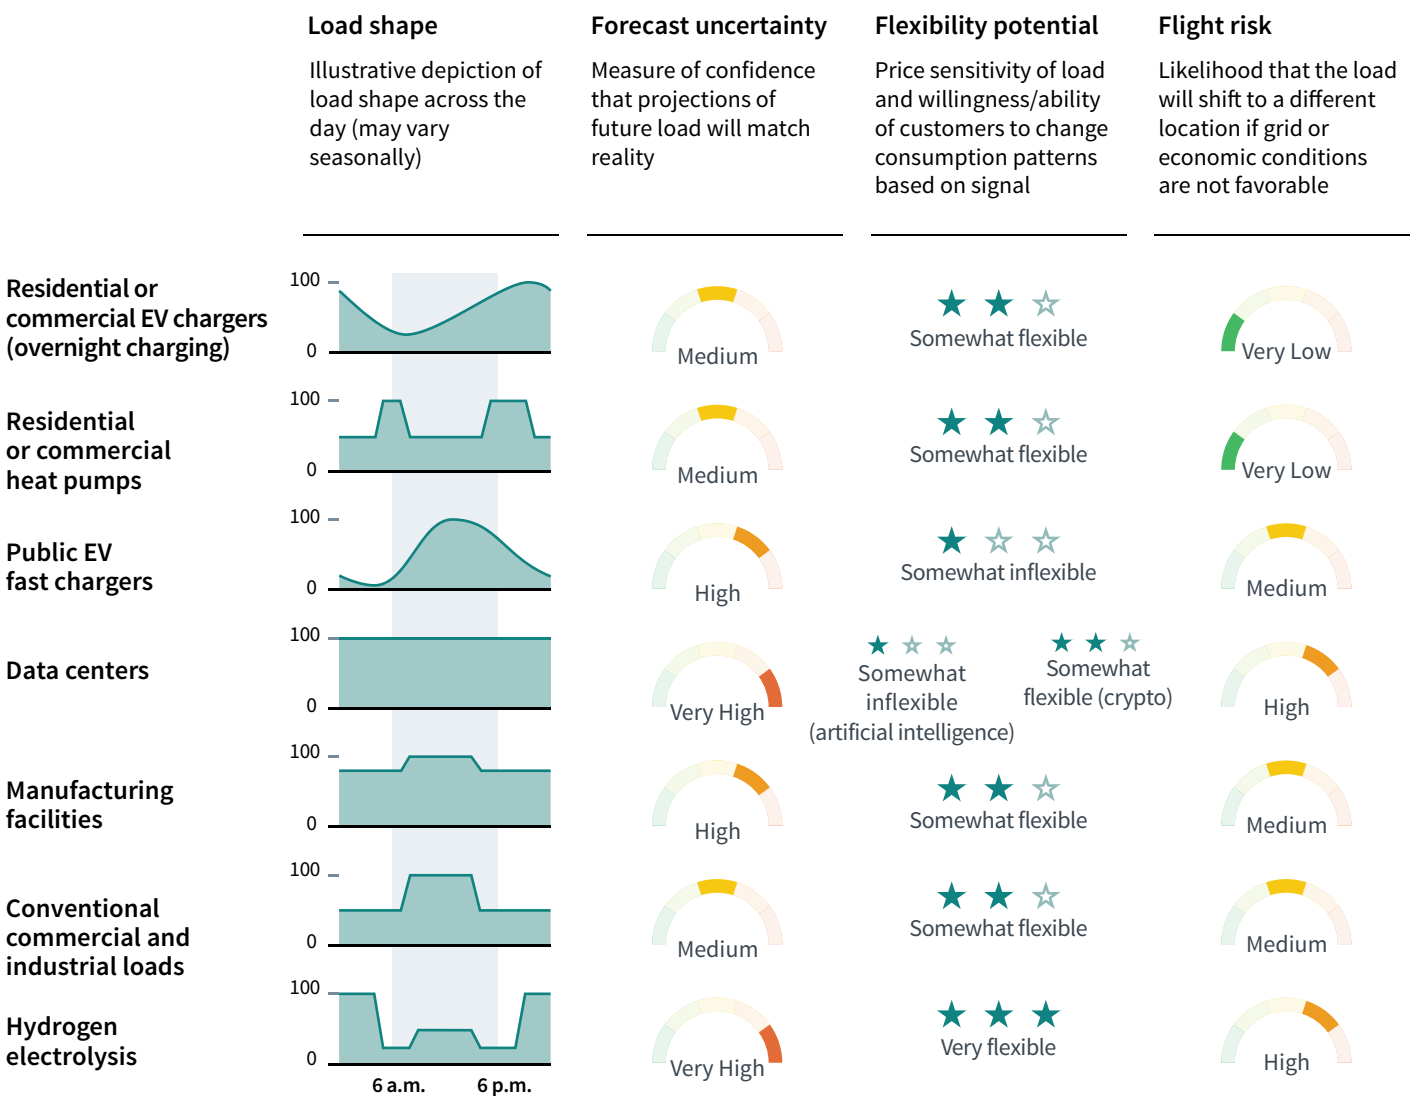 Load shape
Illustrative depiction of
load shape across the
day (may vary
seasonally)
Forecast uncertainty
Measure of confidence
that projections of
future load will match
reality
Flexibility potential
Price sensitivity of load
and willingness/ability
of customers to change
consumption patterns
based on signal
Flight risk
Likelihood that the load
will shift to a different
location if grid or
economic conditions
are not favorable
Residential or
commercial EV chargers
(overnight charging)
100
0
Medium
Somewhat flexible
Very Low
Residential
or commercial
heat pumps
100
0
Medium
Somewhat flexible
Very Low
Public EV
fast chargers
100
0
High
Somewhat inflexible
Medium
Data centers
100
0
Very High
Somewhat
inflexible
(artificial intelligence)
Somewhat
flexible (crypto)
High
Manufacturing
facilities
100
0
High
Somewhat flexible
Medium
Conventional
commercial and
industrial loads
100
0
Medium
Somewhat flexible
Medium
Hydrogen
electrolysis
100
0
Very High
Very flexible
High
6 a.m.
6 p.m.